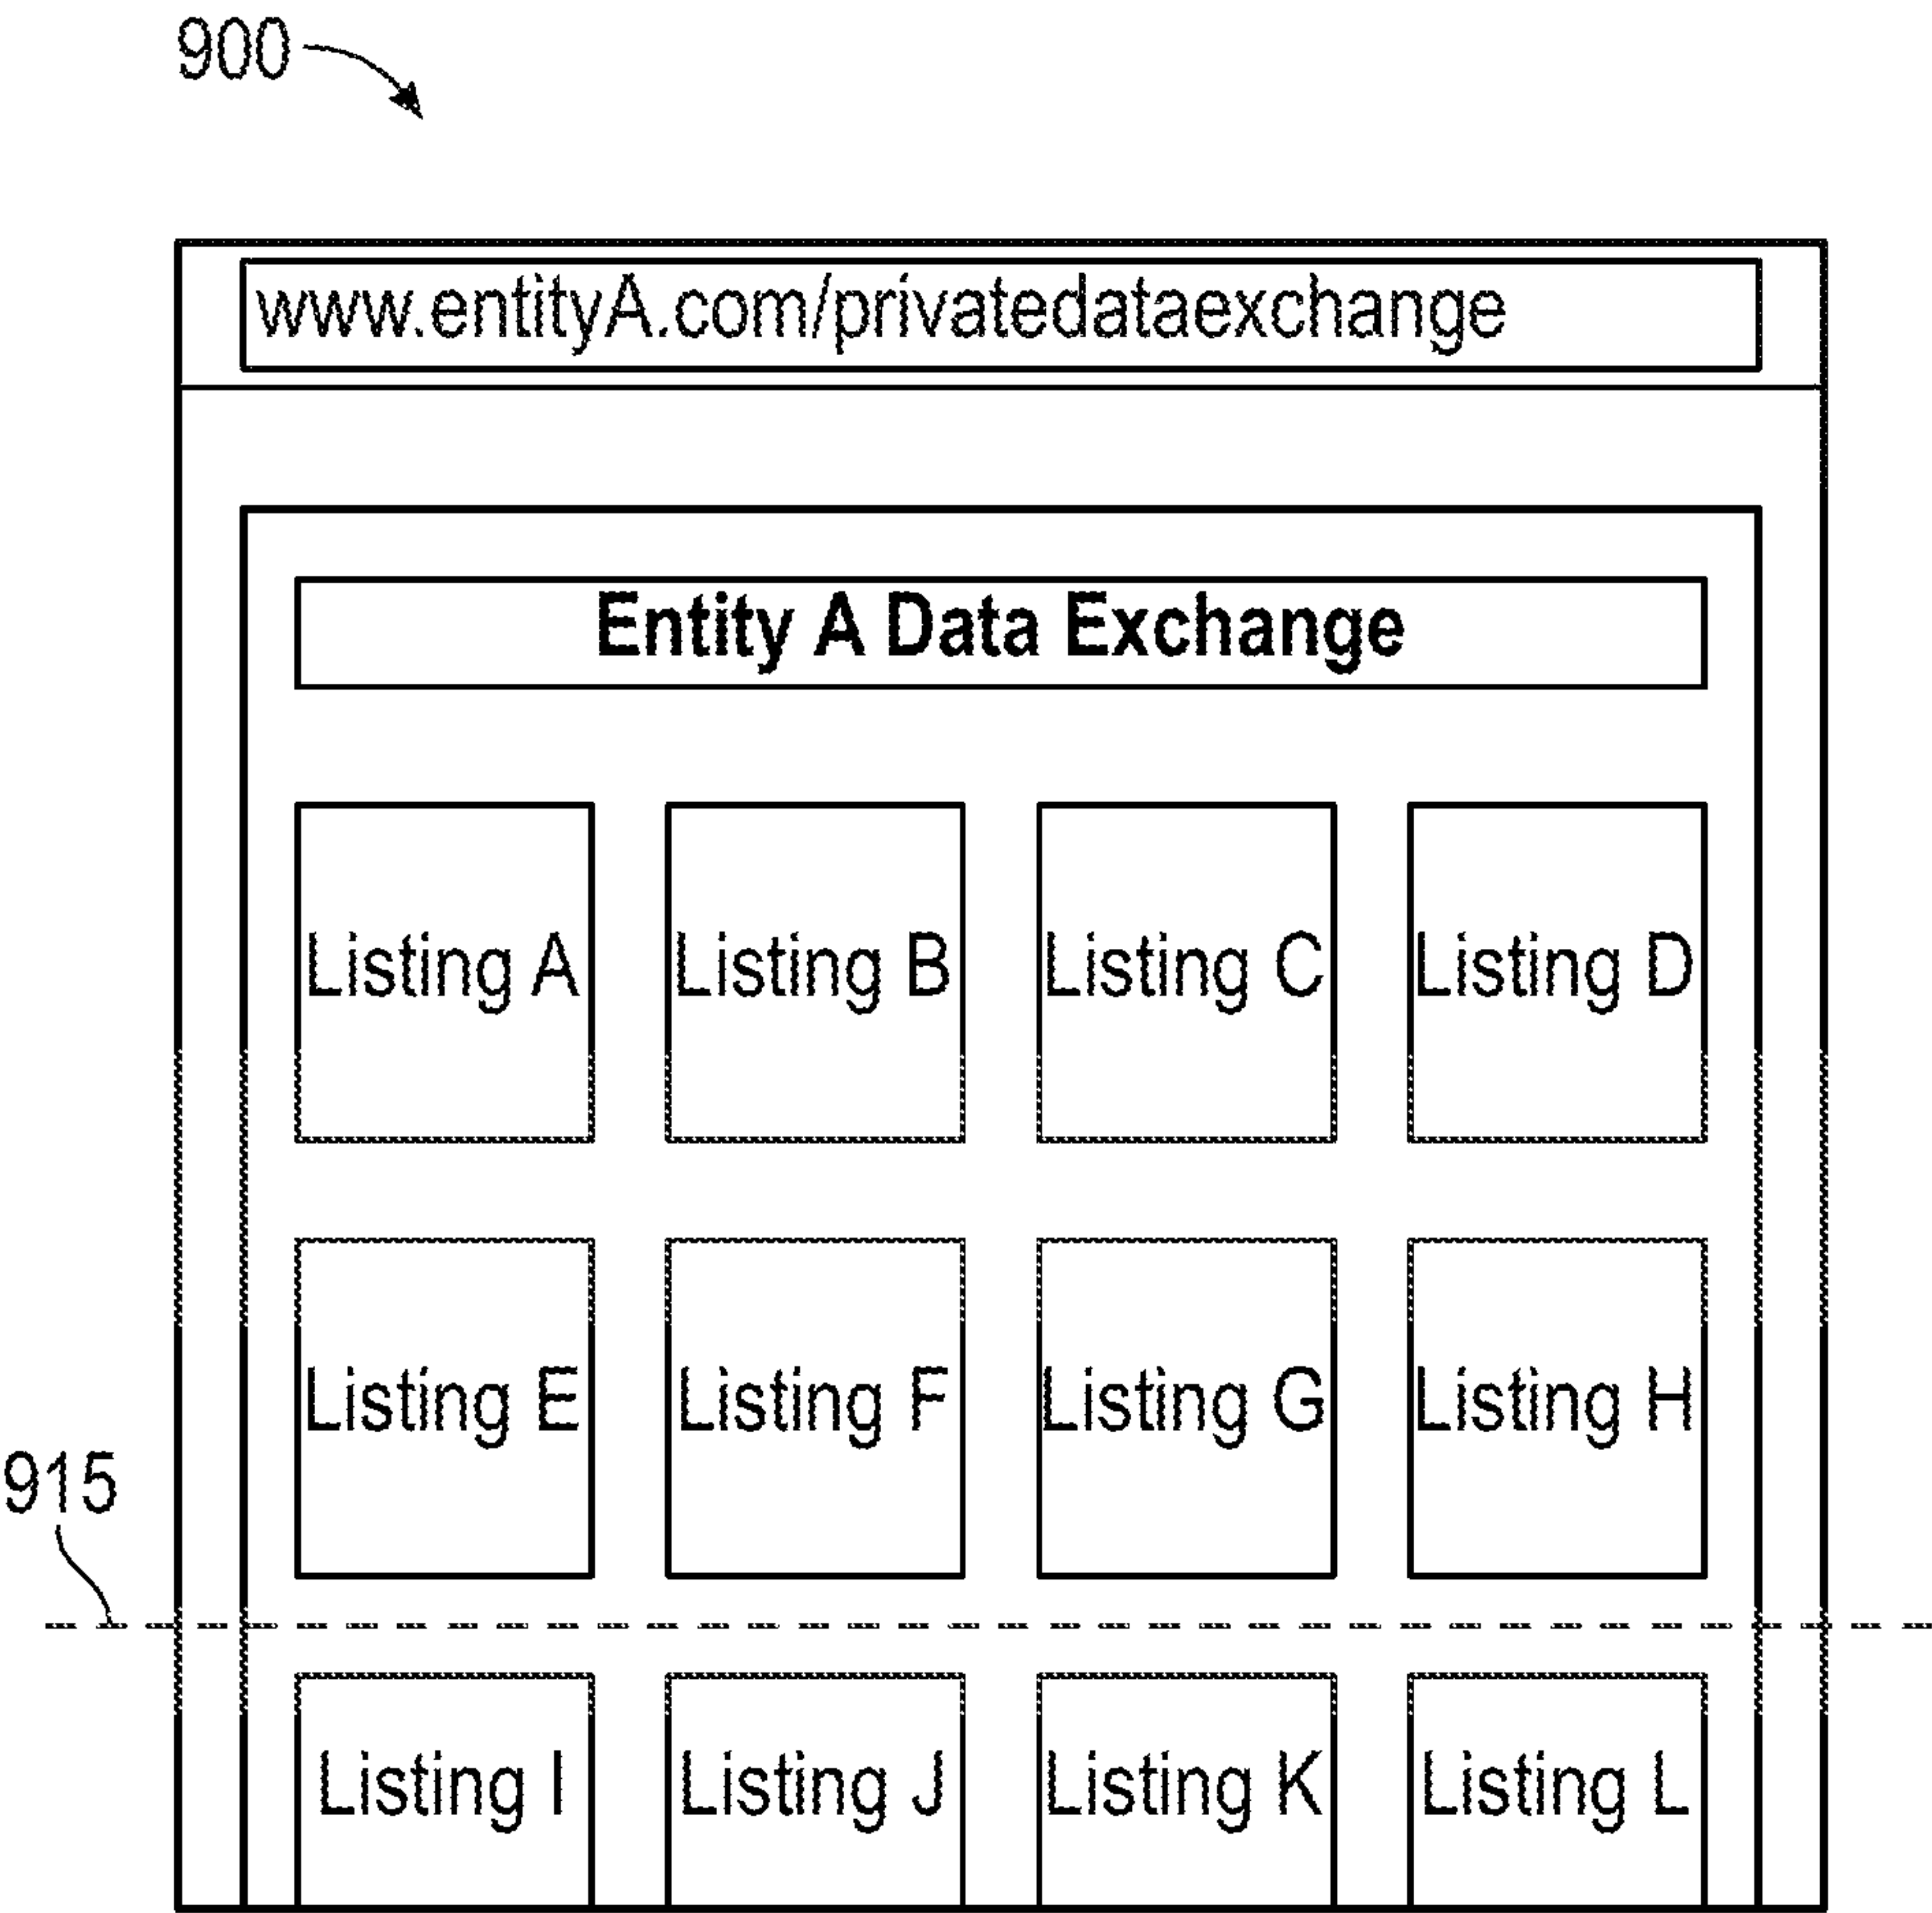 900
www.entityA.com/privatedataexchange
Entity A Data Exchange
Listing A Listing B Listing C Listing D
Listing E Listing F Listing G Listing H
915
Listing I Listing J Listing K Listing L